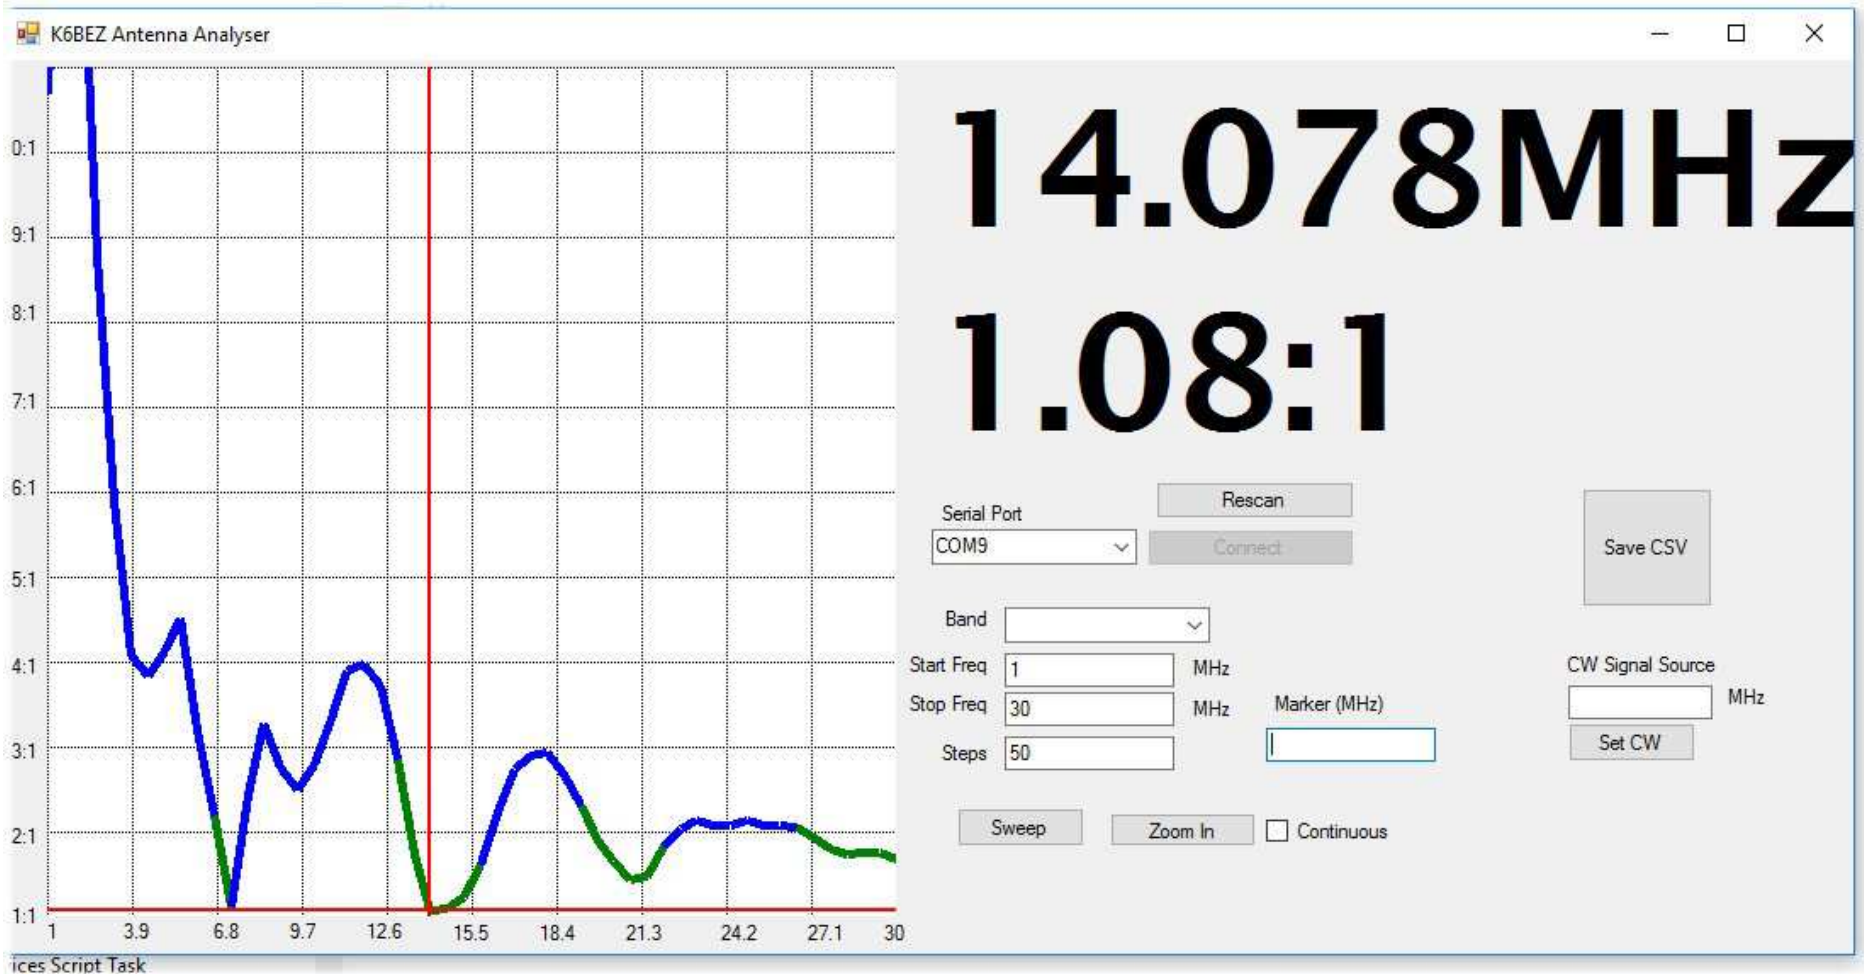 K6BEZ Antenna Analyser
0:1
9:1
8:1
7:1
6:1
5:1
4:1
3:1
2:1
1:1
1 3.9 6.8 9.7 12.6 15.5 18.4 21.3 24.2 27.1 30
14.078MHz
1.08:1
Serial Port
Rescan
COM9
Connect
Save CSV
Band
Start Freq 1 MHz
Stop Freq 30 MHz
Steps 50
Marker (MHz)
CW Signal Source
MHz
Set CW
Sweep Zoom In Continuous
ices Script Task